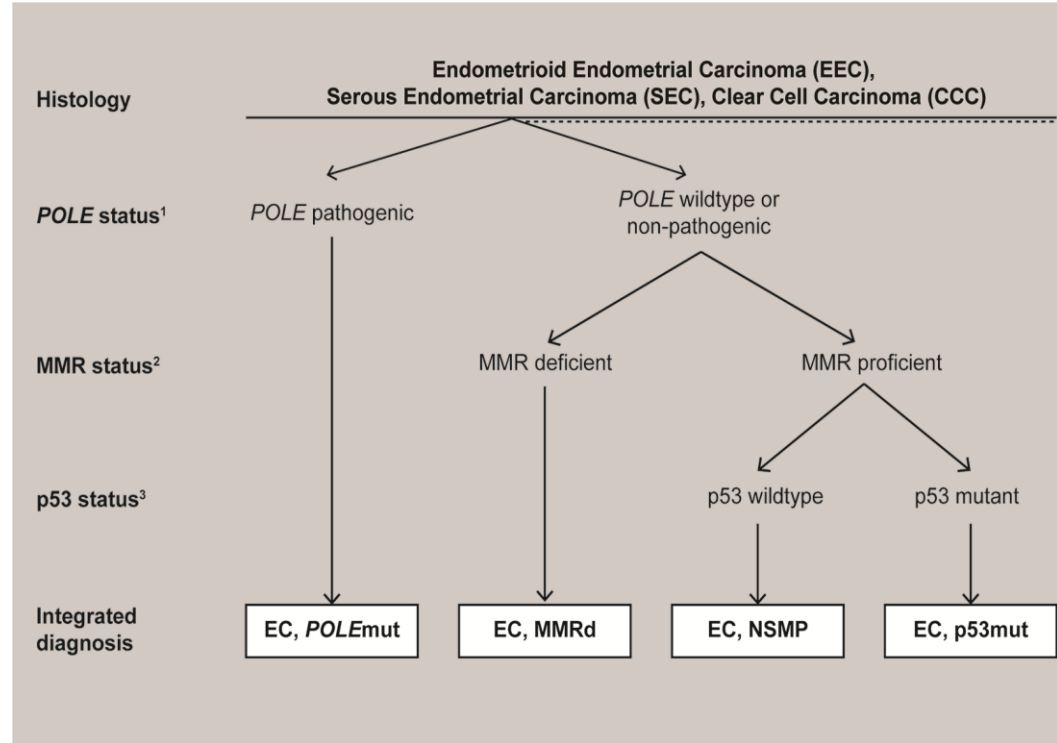 Histology
Endometrioid Endometrial Carcinoma (EEC),
Serous Endometrial Carcinoma (SEC), Clear Cell Carcinoma (CCC)
POLE status¹
POLE pathogenic
POLE wildtype or
non-pathogenic
MMR status²
MMR deficient
MMR proficient
p53 status³
p53 wildtype
p53 mutant
Integrated
diagnosis
EC, POLEmut
EC, MMRd
EC, NSMP
EC, p53mut